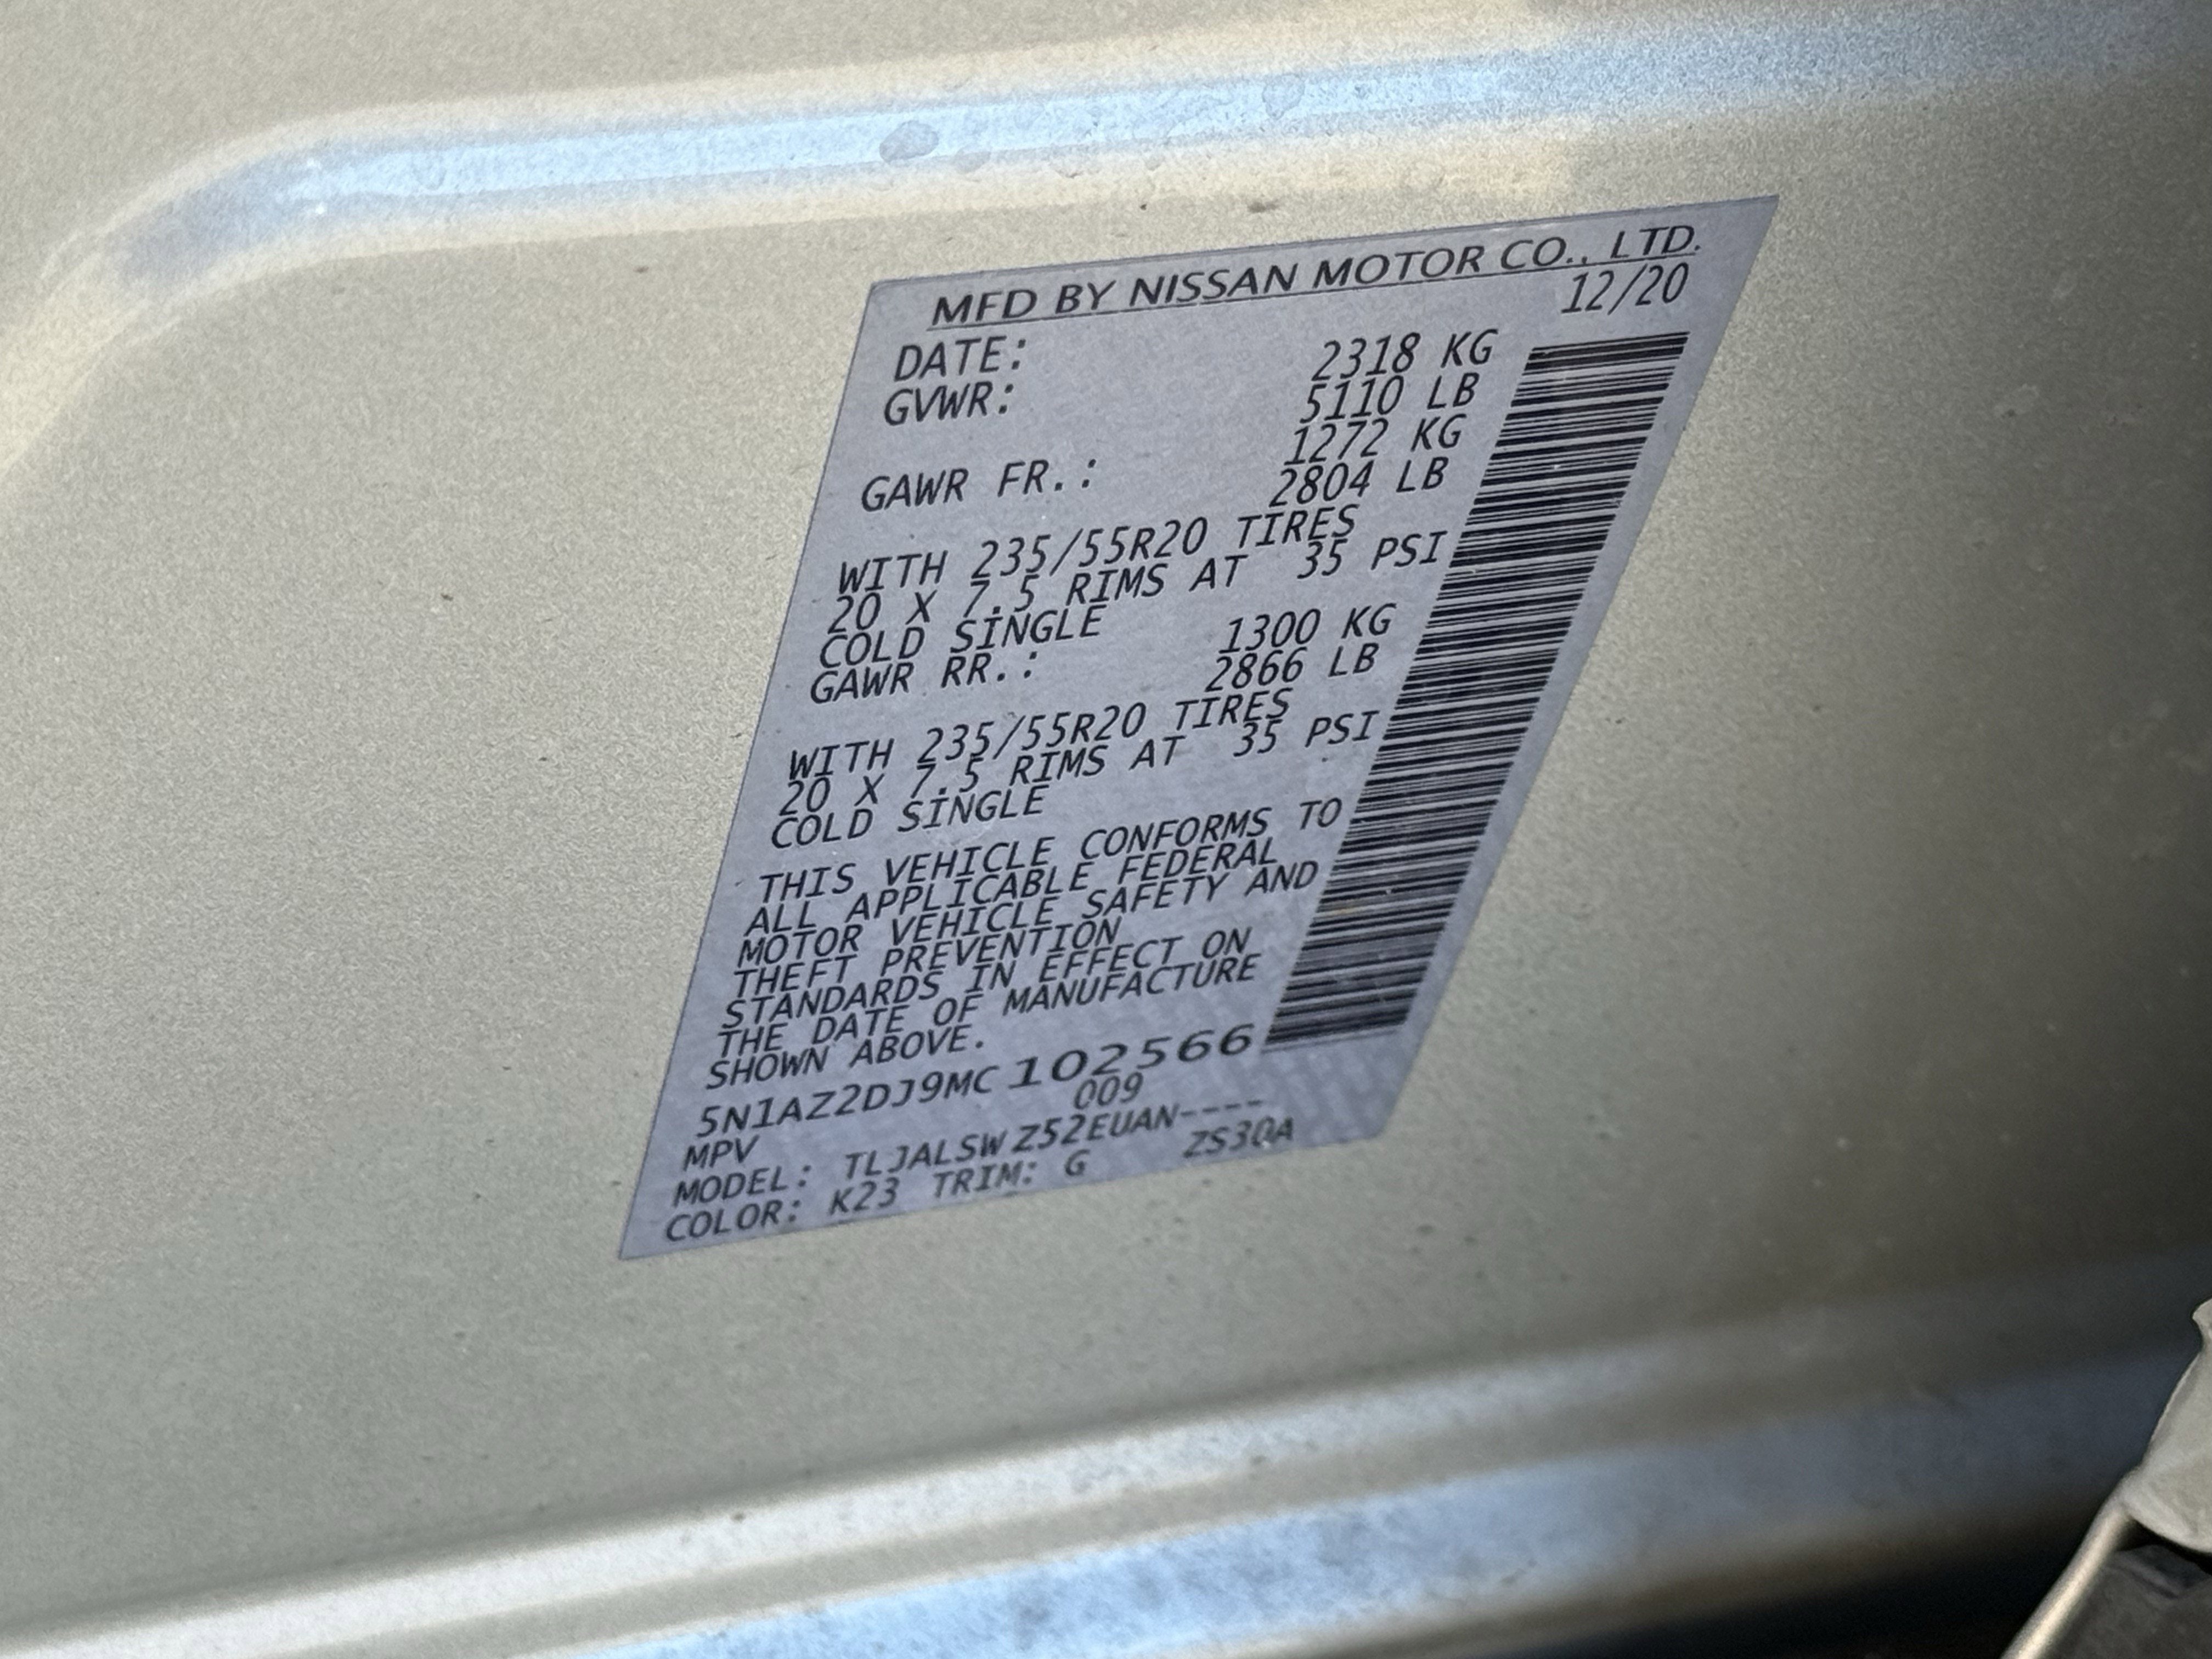 MFD BY NISSAN MOTOR CO., LTD.
DATE: 12/20
GVWR: 2318 KG
5110 LB
GAWR FR.: 1272 KG
2804 LB
WITH 235/55R20 TIRES
20 X 7.5 RIMS AT 35 PSI
COLD SINGLE
GAWR RR.: 1300 KG
2866 LB
WITH 235/55R20 TIRES
20 X 7.5 RIMS AT 35 PSI
COLD SINGLE
THIS VEHICLE CONFORMS TO
ALL APPLICABLE FEDERAL
MOTOR VEHICLE SAFETY AND
THEFT PREVENTION
STANDARDS IN EFFECT ON
THE DATE OF MANUFACTURE
SHOWN ABOVE.
5N1AZ2DJ9MC102566
MPV 009
MODEL: TLJALSWZ52EUAN----
COLOR: K23 TRIM: G ZS30A